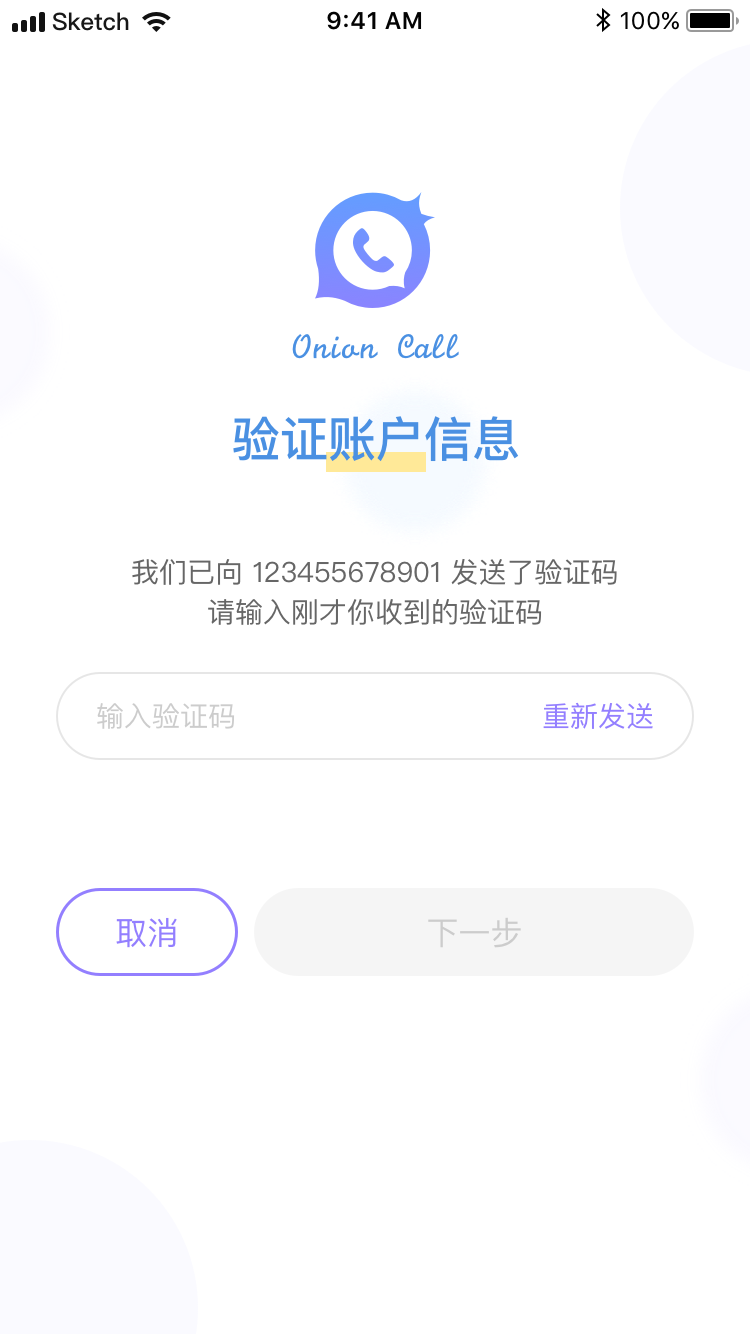 Sketch 9:41 AM 100%
Onion Call
验证账户信息
我们已向 123455678901 发送了验证码
请输入刚才你收到的验证码
输入验证码 重新发送
取消 下一步